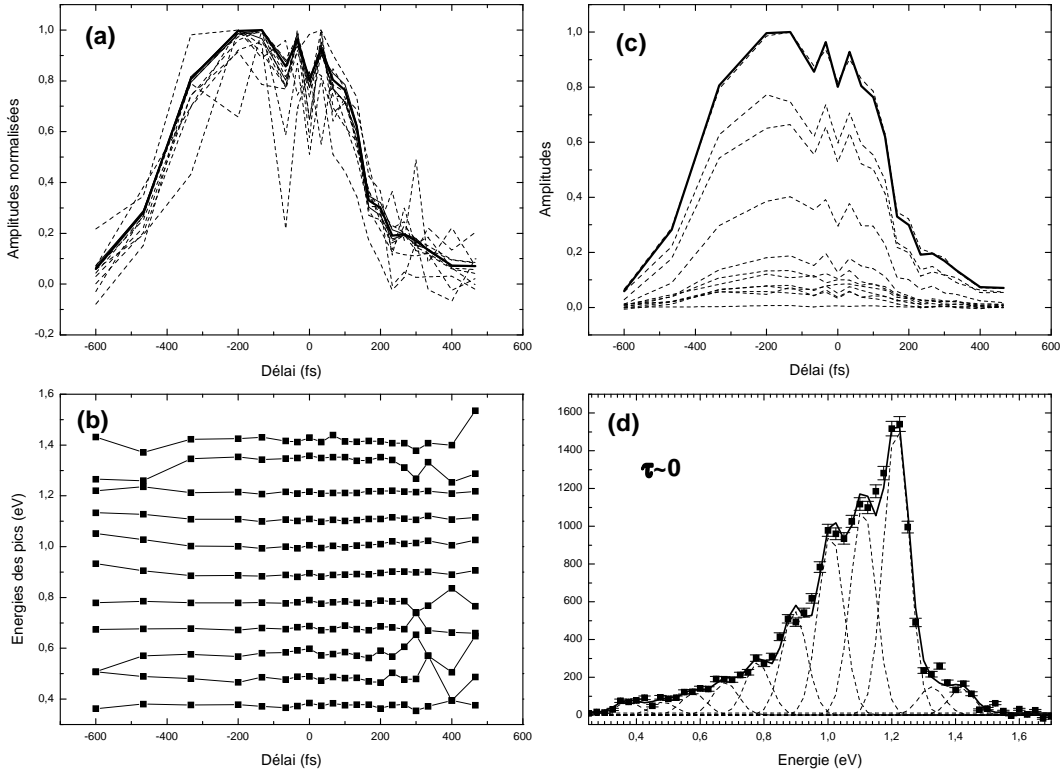 (a)
Amplitudes normalisées
1,0
0,8
0,6
0,4
0,2
0,0
-0,2
-600 -400 -200 0 200 400 600
Délai (fs)
(c)
Amplitudes
1,0
0,8
0,6
0,4
0,2
0,0
-600 -400 -200 0 200 400 600
Délai (fs)
(b)
Energies des pics (eV)
1,6
1,4
1,2
1,0
0,8
0,6
0,4
-600 -400 -200 0 200 400 600
Délai (fs)
(d)
τ~0
1600
1400
1200
1000
800
600
400
200
0
0,4 0,6 0,8 1,0 1,2 1,4 1,6
Energie (eV)